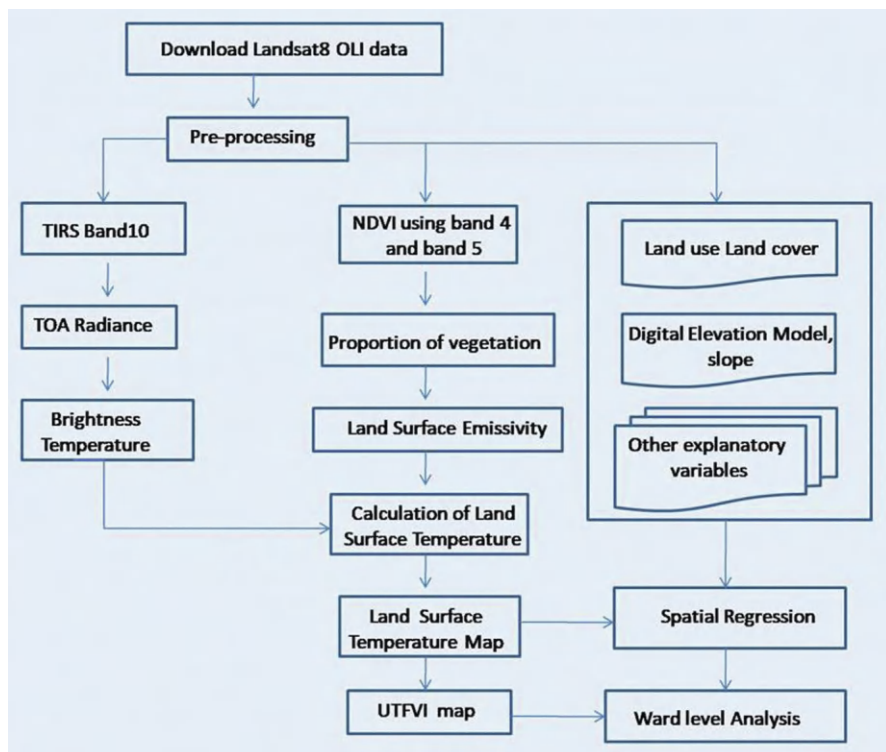 Download Landsat8 OLI data
Pre-processing
TIRS Band10
NDVI using band 4
and band 5
Land use Land cover
TOA Radiance
Proportion of vegetation
Digital Elevation Model,
slope
Brightness
Temperature
Land Surface Emissivity
Other explanatory
variables
Calculation of Land
Surface Temperature
Land Surface
Temperature Map
Spatial Regression
UTFVI map
Ward level Analysis